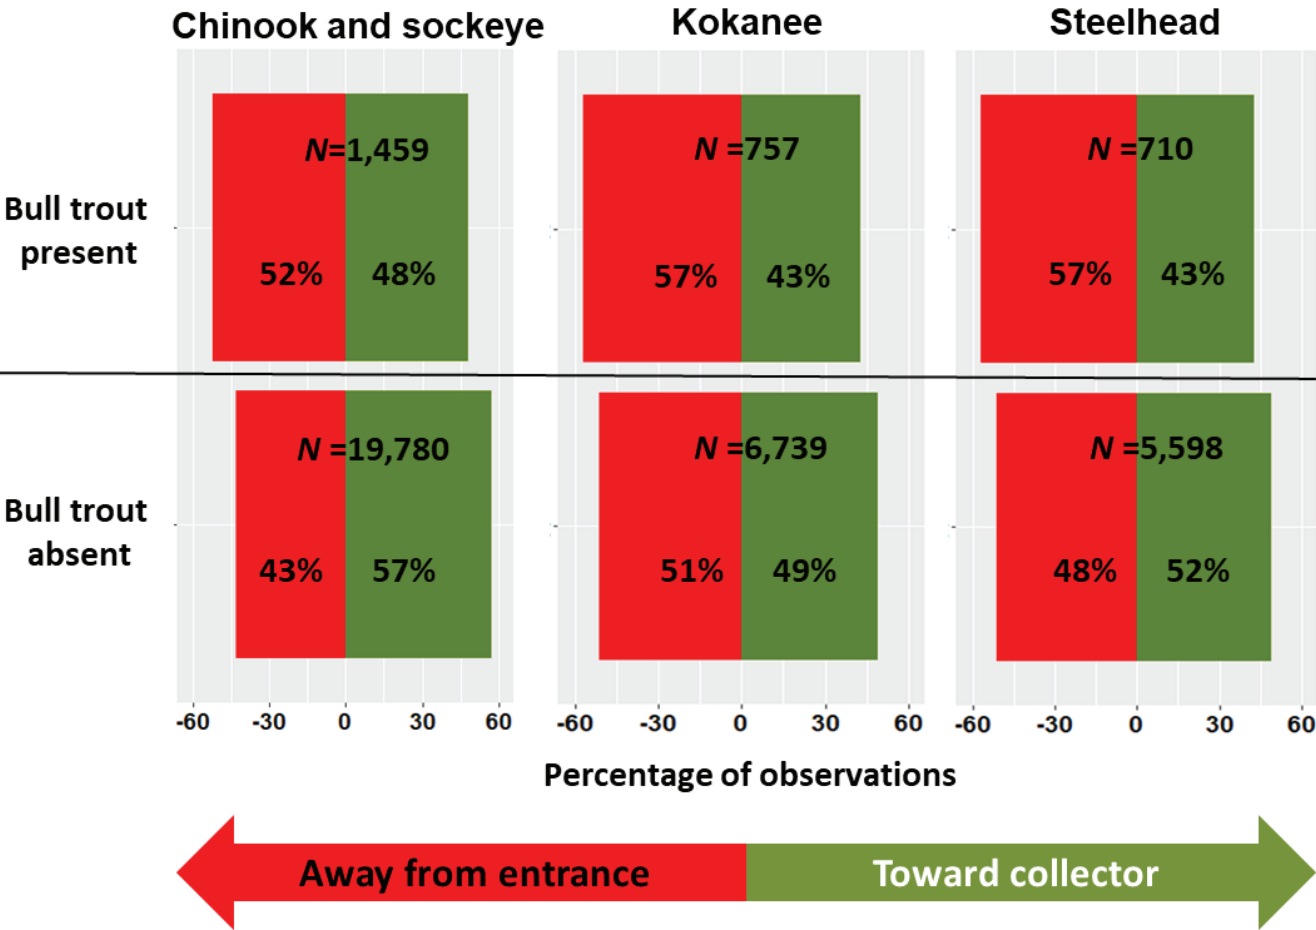 Chinook and sockeye
Kokanee
Steelhead
Bull trout
present
N=1,459
52% 48%
N =757
57% 43%
N =710
57% 43%
Bull trout
absent
N =19,780
43% 57%
N =6,739
51% 49%
N =5,598
48% 52%
-60 -30 0 30 60
-60 -30 0 30 60
-60 -30 0 30 60
Percentage of observations
Away from entrance
Toward collector